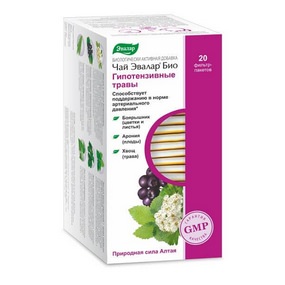 Эвалар
БИОЛОГИЧЕСКИ АКТИВНАЯ ДОБАВКА
Чай Эвалар Био
Гипотензивные
травы
Способствует
поддержанию в норме
артериального
давления*
Боярышник
(цветки и
листья)
Арония
(плоды)
Хвощ
(трава)
20
Фильтр-
пакетов
GMP
Природная сила Алтая